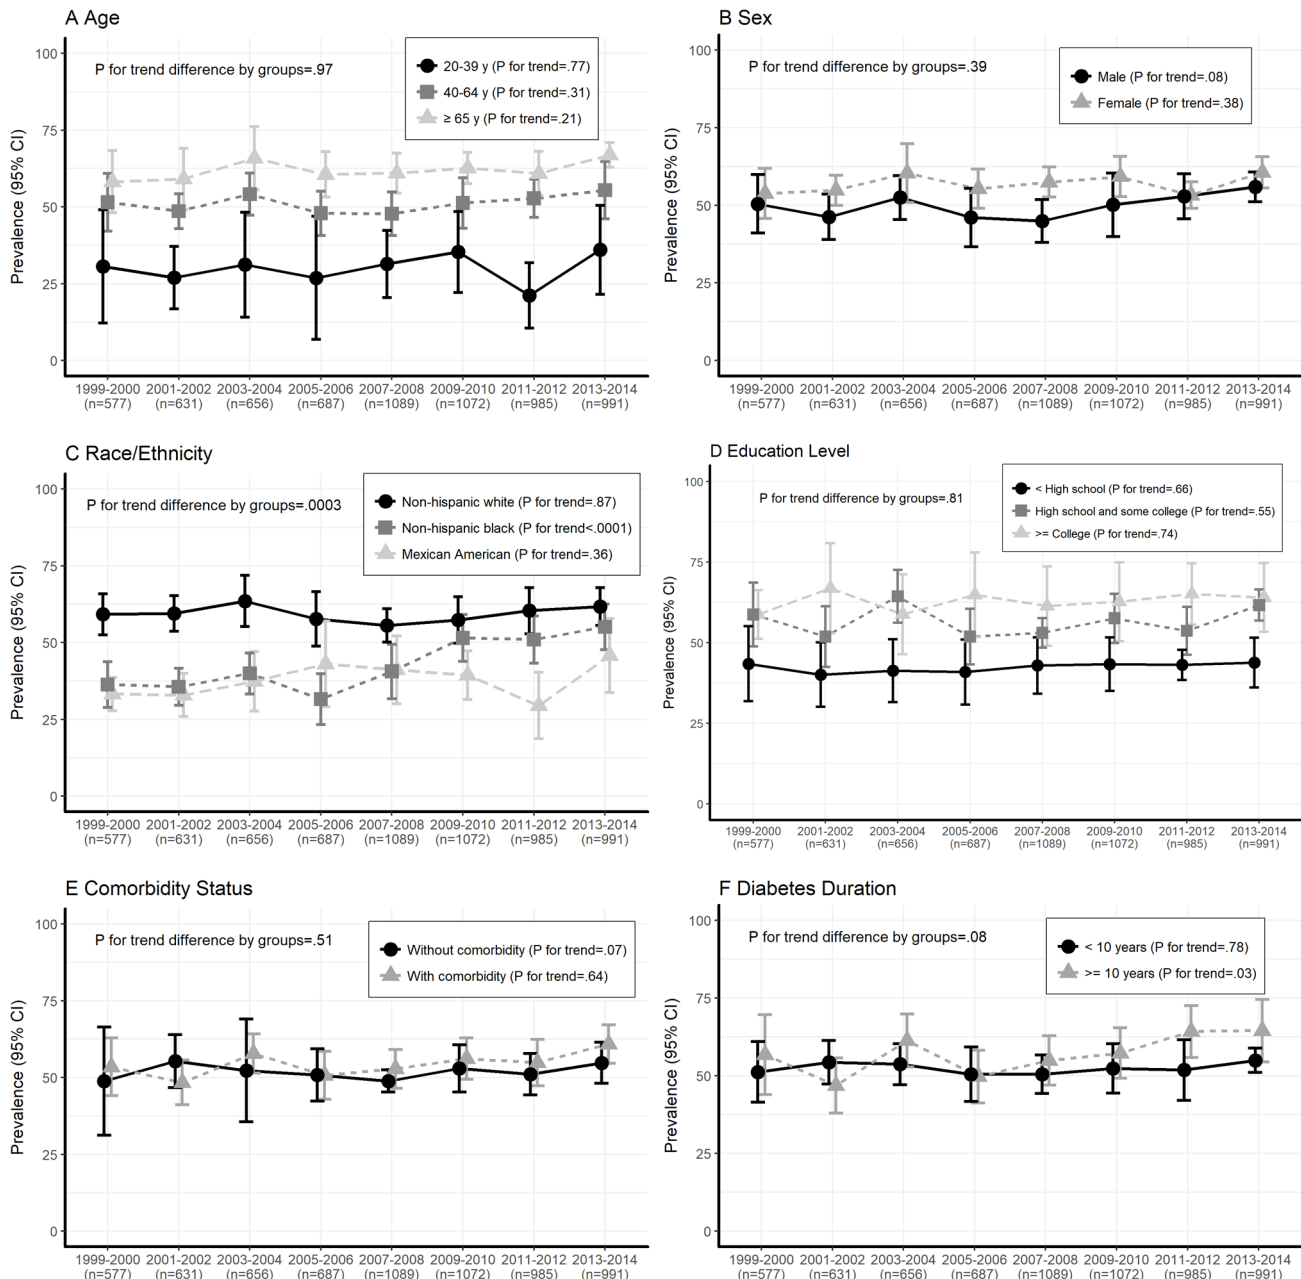 A Age
P for trend difference by groups=.97
20-39 y (P for trend=.77)
40-64 y (P for trend=.31)
≥ 65 y (P for trend=.21)
Prevalence (95% CI)
100
75
50
25
0
1999-2000 2001-2002 2003-2004 2005-2006 2007-2008 2009-2010 2011-2012 2013-2014
(n=577) (n=631) (n=656) (n=687) (n=1089) (n=1072) (n=985) (n=991)
B Sex
P for trend difference by groups=.39
Male (P for trend=.08)
Female (P for trend=.38)
Prevalence (95% CI)
100
75
50
25
0
1999-2000 2001-2002 2003-2004 2005-2006 2007-2008 2009-2010 2011-2012 2013-2014
(n=577) (n=631) (n=656) (n=687) (n=1089) (n=1072) (n=985) (n=991)
C Race/Ethnicity
P for trend difference by groups=.0003
Non-hispanic white (P for trend=.87)
Non-hispanic black (P for trend<.0001)
Mexican American (P for trend=.36)
Prevalence (95% CI)
100
75
50
25
0
1999-2000 2001-2002 2003-2004 2005-2006 2007-2008 2009-2010 2011-2012 2013-2014
(n=577) (n=631) (n=656) (n=687) (n=1089) (n=1072) (n=985) (n=991)
D Education Level
P for trend difference by groups=.81
< High school (P for trend=.66)
High school and some college (P for trend=.55)
>= College (P for trend=.74)
Prevalence (95% CI)
100
75
50
25
0
1999-2000 2001-2002 2003-2004 2005-2006 2007-2008 2009-2010 2011-2012 2013-2014
(n=577) (n=631) (n=656) (n=687) (n=1089) (n=1072) (n=985) (n=991)
E Comorbidity Status
P for trend difference by groups=.51
Without comorbidity (P for trend=.07)
With comorbidity (P for trend=.64)
Prevalence (95% CI)
100
75
50
25
0
1999-2000 2001-2002 2003-2004 2005-2006 2007-2008 2009-2010 2011-2012 2013-2014
(n=577) (n=631) (n=656) (n=687) (n=1089) (n=1072) (n=985) (n=991)
F Diabetes Duration
P for trend difference by groups=.08
< 10 years (P for trend=.78)
>= 10 years (P for trend=.03)
Prevalence (95% CI)
100
75
50
25
0
1999-2000 2001-2002 2003-2004 2005-2006 2007-2008 2009-2010 2011-2012 2013-2014
(n=577) (n=631) (n=656) (n=687) (n=1089) (n=1072) (n=985) (n=991)